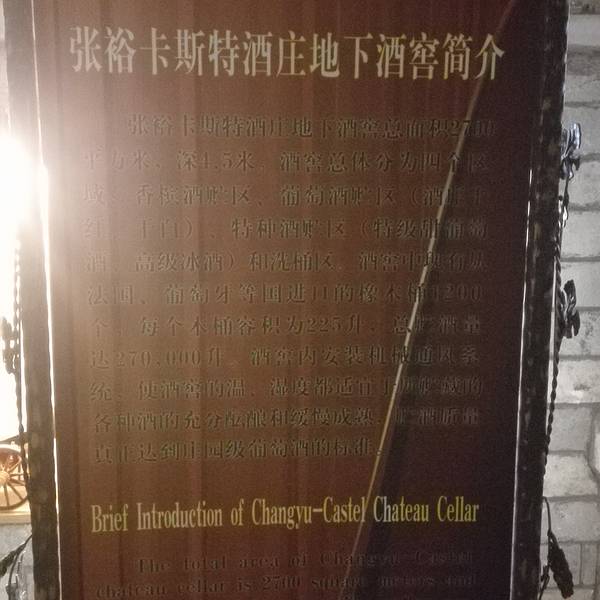 张裕卡斯特酒庄地下酒窖简介
张裕卡斯特酒庄地下酒窖总面积2700
平方米、深4.5米。酒窖总体分为四个区
域、香槟酒贮区、葡萄酒贮区(酒庄干
红、干白)、特种酒贮区(特级甜葡萄
酒、高级冰酒)和洗桶区。酒窖中现有从
法国、葡萄牙等国进口的橡木桶1200
个，每个木桶容积为225升，总贮酒量
达270,000升。酒窖内安装机械通风系
统、使酒窖的温、湿度都适宜于所贮藏的
各种酒的充分酝酿和缓慢成熟、贮酒质量
真正达到庄园级葡萄酒的标准。
Brief Introduction of Changyu-Castel Chateau Cellar
The total area of Changyu-Castel
chateau cellar is 2700 square meters and